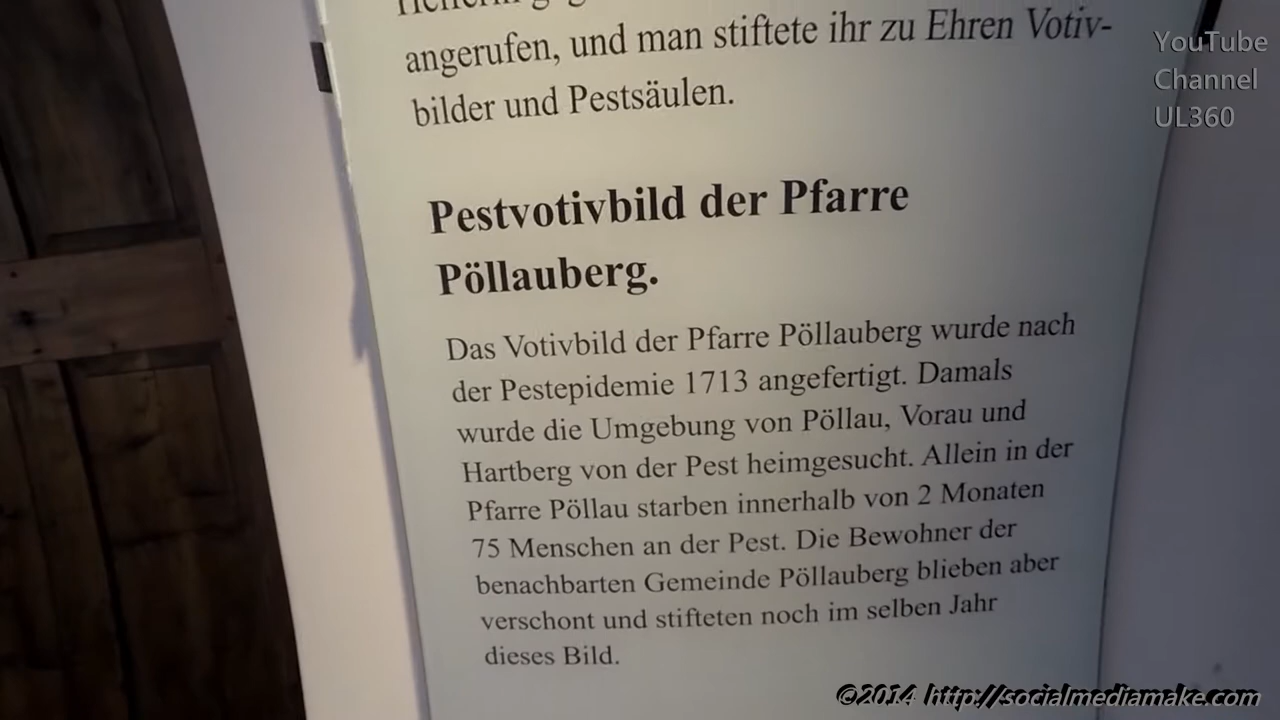 angerufen, und man stiftete ihr zu Ehren Votiv-
bilder und Pestsäulen.
Pestvotivbild der Pfarre
Pöllauberg.
Das Votivbild der Pfarre Pöllauberg wurde nach
der Pestepidemie 1713 angefertigt. Damals
wurde die Umgebung von Pöllau, Vorau und
Hartberg von der Pest heimgesucht. Allein in der
Pfarre Pöllau starben innerhalb von 2 Monaten
75 Menschen an der Pest. Die Bewohner der
benachbarten Gemeinde Pöllauberg blieben aber
verschont und stifteten noch im selben Jahr
dieses Bild.
YouTube
Channel
UL360
©2014 http://socialmediamake.com